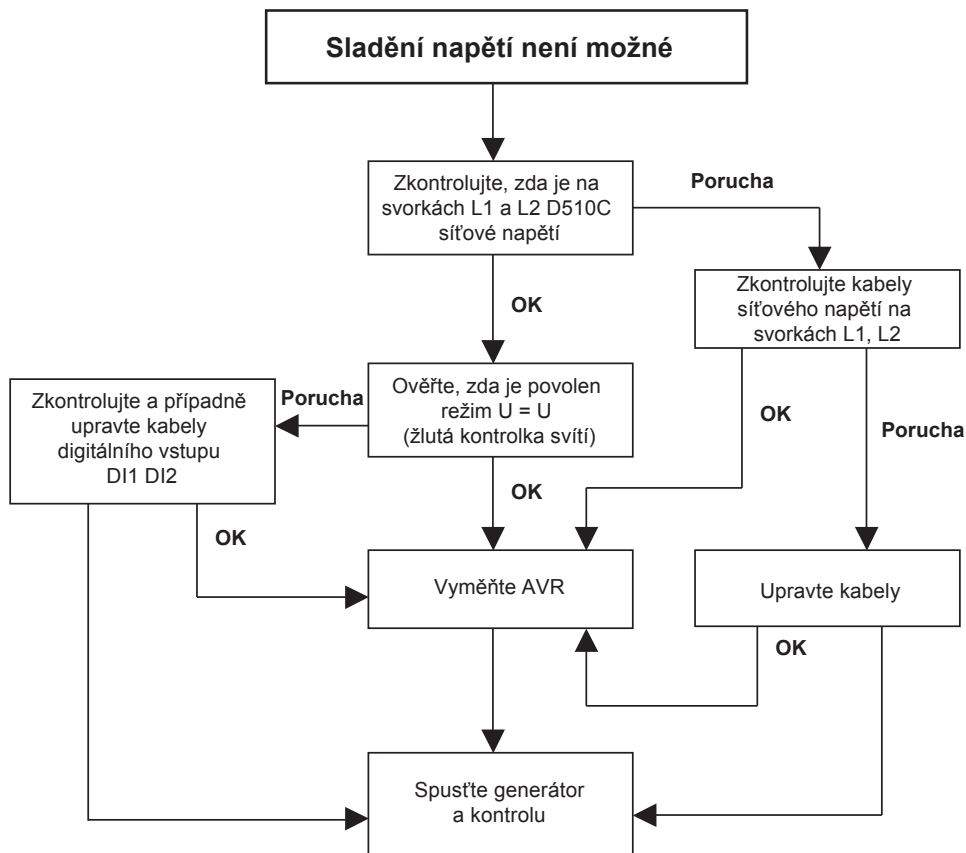 Sladění napětí není možné
Zkontrolujte, zda je na
svorkách L1 a L2 D510C
síťové napětí
Porucha
OK
Zkontrolujte kabely
síťového napětí na
svorkách L1, L2
Ověřte, zda je povolen
režim U = U
(žlutá kontrolka svítí)
Porucha
Zkontrolujte a případně
upravte kabely
digitálního vstupu
DI1 DI2
OK
Porucha
OK
OK
Vyměňte AVR
Upravte kabely
OK
Spusťte generátor
a kontrolu